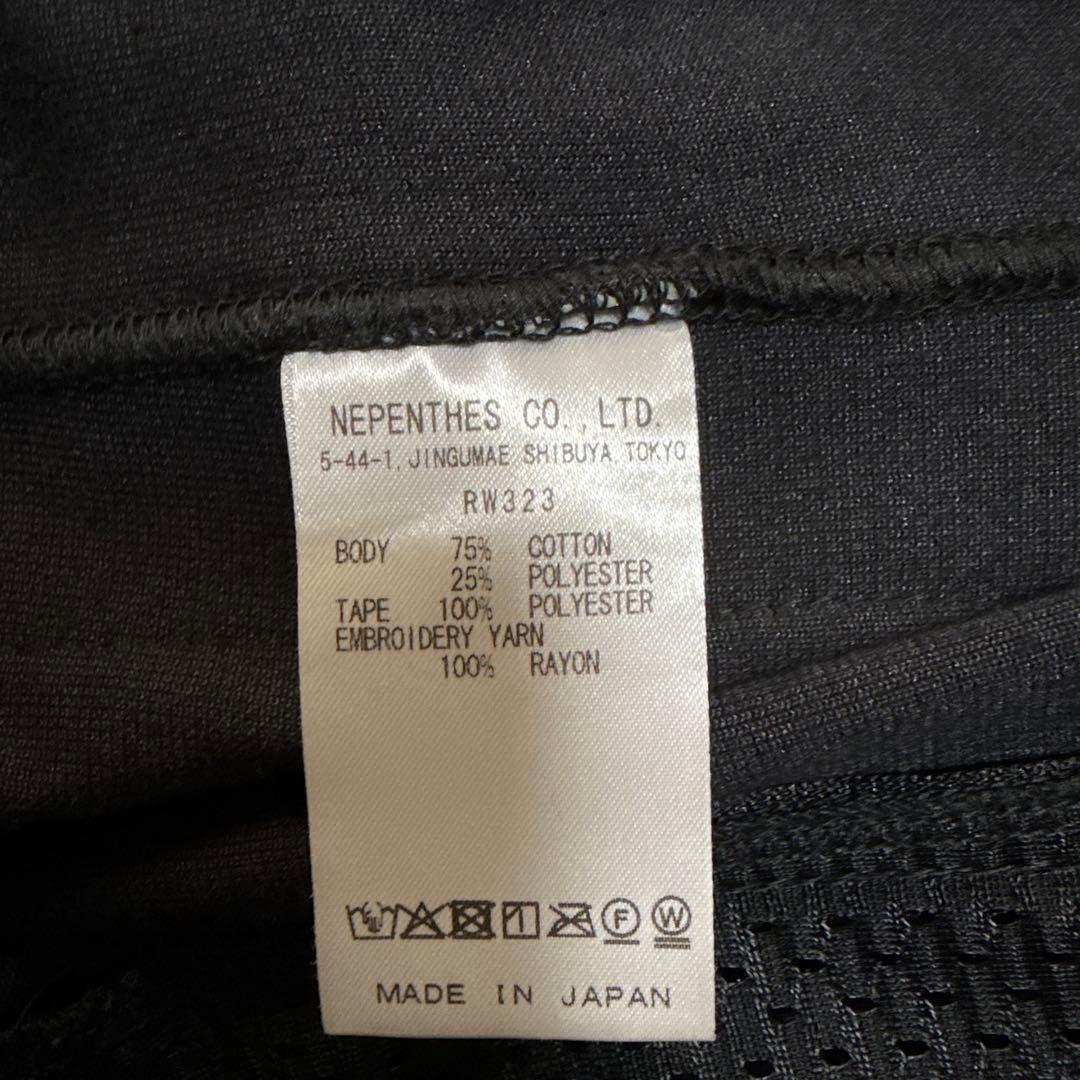 NEPENTHES CO., LTD.
5-44-1, JINGUMAE SHIBUYA, TOKYO
RW323
BODY 75% COTTON
25% POLYESTER
TAPE 100% POLYESTER
EMBROIDERY YARN
100% RAYON
F W
MADE IN JAPAN